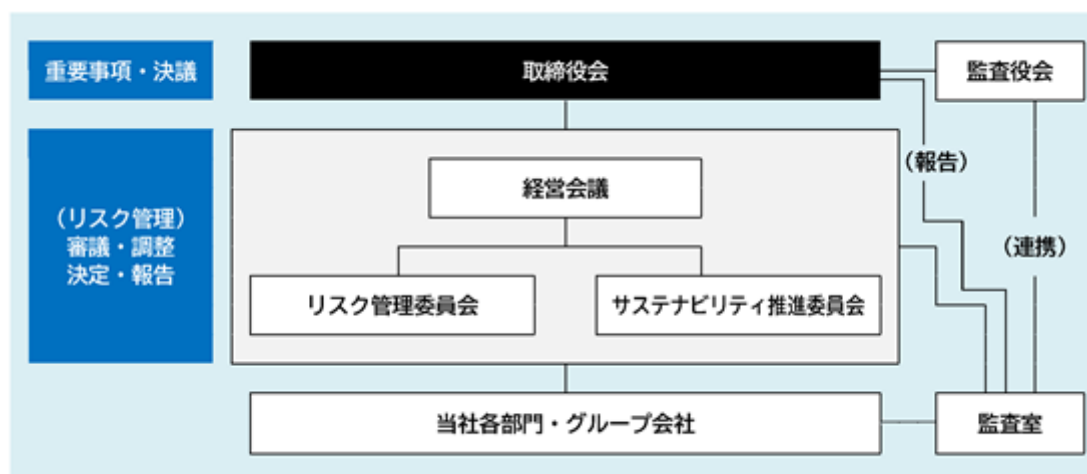 重要事項・決議
取締役会
監査役会
(リスク管理)
審議・調整
決定・報告
経営会議
リスク管理委員会
サステナビリティ推進委員会
(報告)
(連携)
当社各部門・グループ会社
監査室